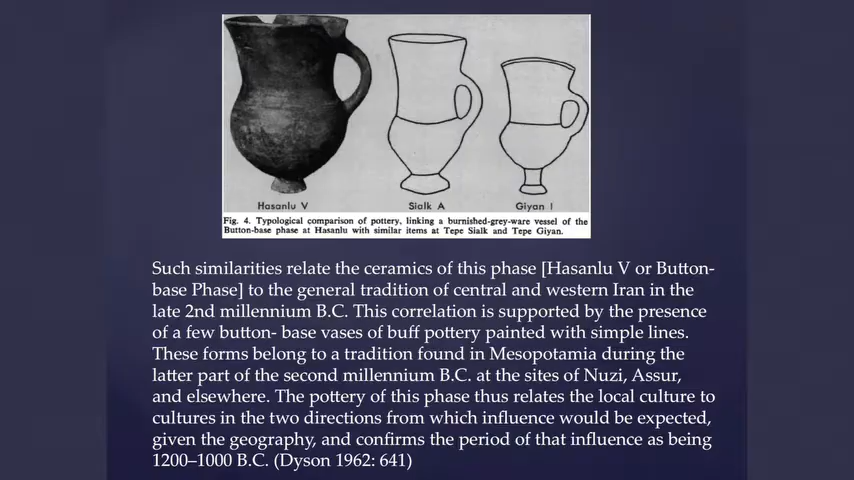 Hasanlu V Sialk A Giyan I
Fig. 4. Typological comparison of pottery, linking a burnished-grey-ware vessel of the
Button-base phase at Hasanlu with similar items at Tepe Sialk and Tepe Giyan.
Such similarities relate the ceramics of this phase [Hasanlu V or Button-
base Phase] to the general tradition of central and western Iran in the
late 2nd millennium B.C. This correlation is supported by the presence
of a few button- base vases of buff pottery painted with simple lines.
These forms belong to a tradition found in Mesopotamia during the
latter part of the second millennium B.C. at the sites of Nuzi, Assur,
and elsewhere. The pottery of this phase thus relates the local culture to
cultures in the two directions from which influence would be expected,
given the geography, and confirms the period of that influence as being
1200–1000 B.C. (Dyson 1962: 641)